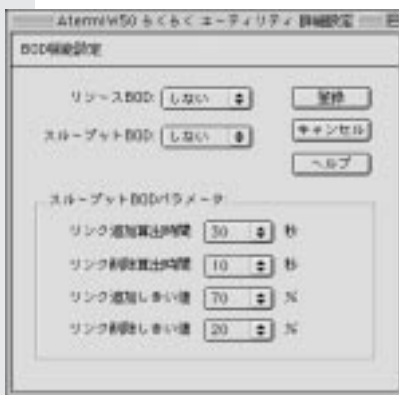 AtermIW50 らくらく ユーティリティ 詳細設定
BOD機能設定
リソースBOD: しない
登録
スループットBOD: しない
キャンセル
ヘルプ
スループットBODパラメータ
リンク追加算出時間 30 秒
リンク削除算出時間 10 秒
リンク追加しきい値 70 %
リンク削除しきい値 20 %